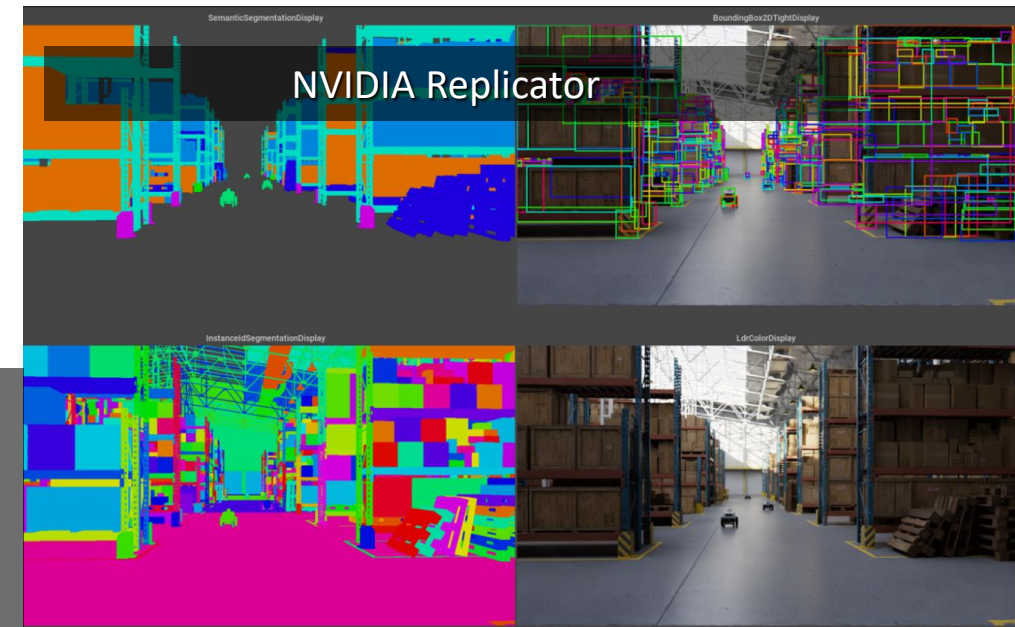 SemanticSegmentationDisplay
BoundingBox2DTightDisplay
NVIDIA Replicator
InstanceIdSegmentationDisplay
LdrColorDisplay